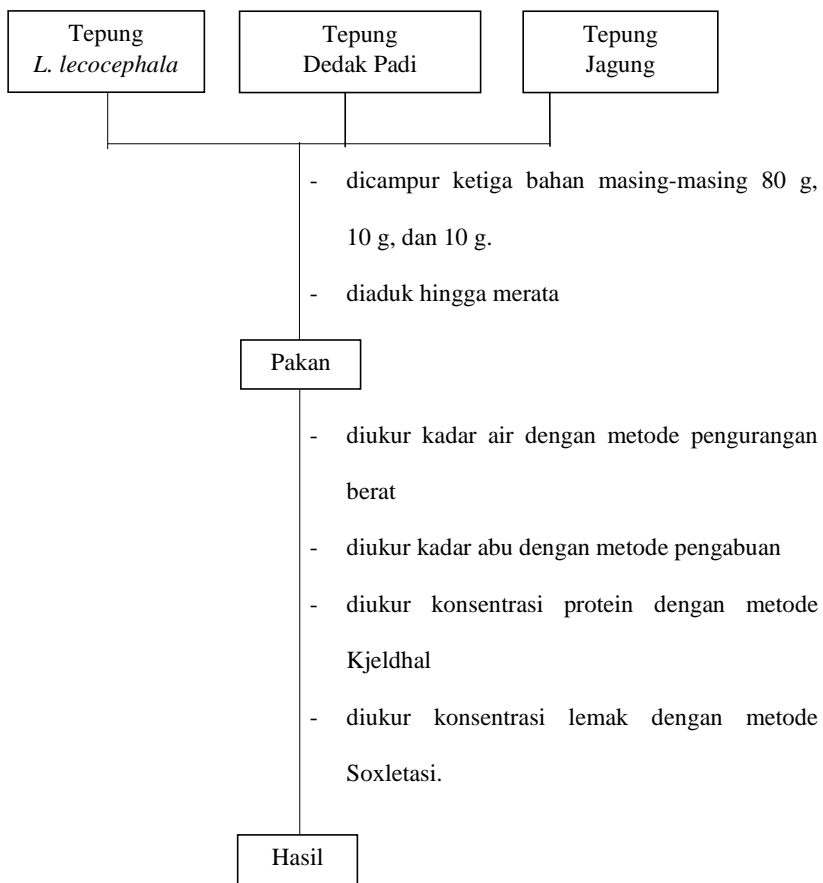 Tepung
L. lecocephala
Tepung
Dedak Padi
Tepung
Jagung
- dicampur ketiga bahan masing-masing 80 g,
10 g, dan 10 g.
- diaduk hingga merata
Pakan
- diukur kadar air dengan metode pengurangan
berat
- diukur kadar abu dengan metode pengabuan
- diukur konsentrasi protein dengan metode
Kjeldhal
- diukur konsentrasi lemak dengan metode
Soxletasi.
Hasil